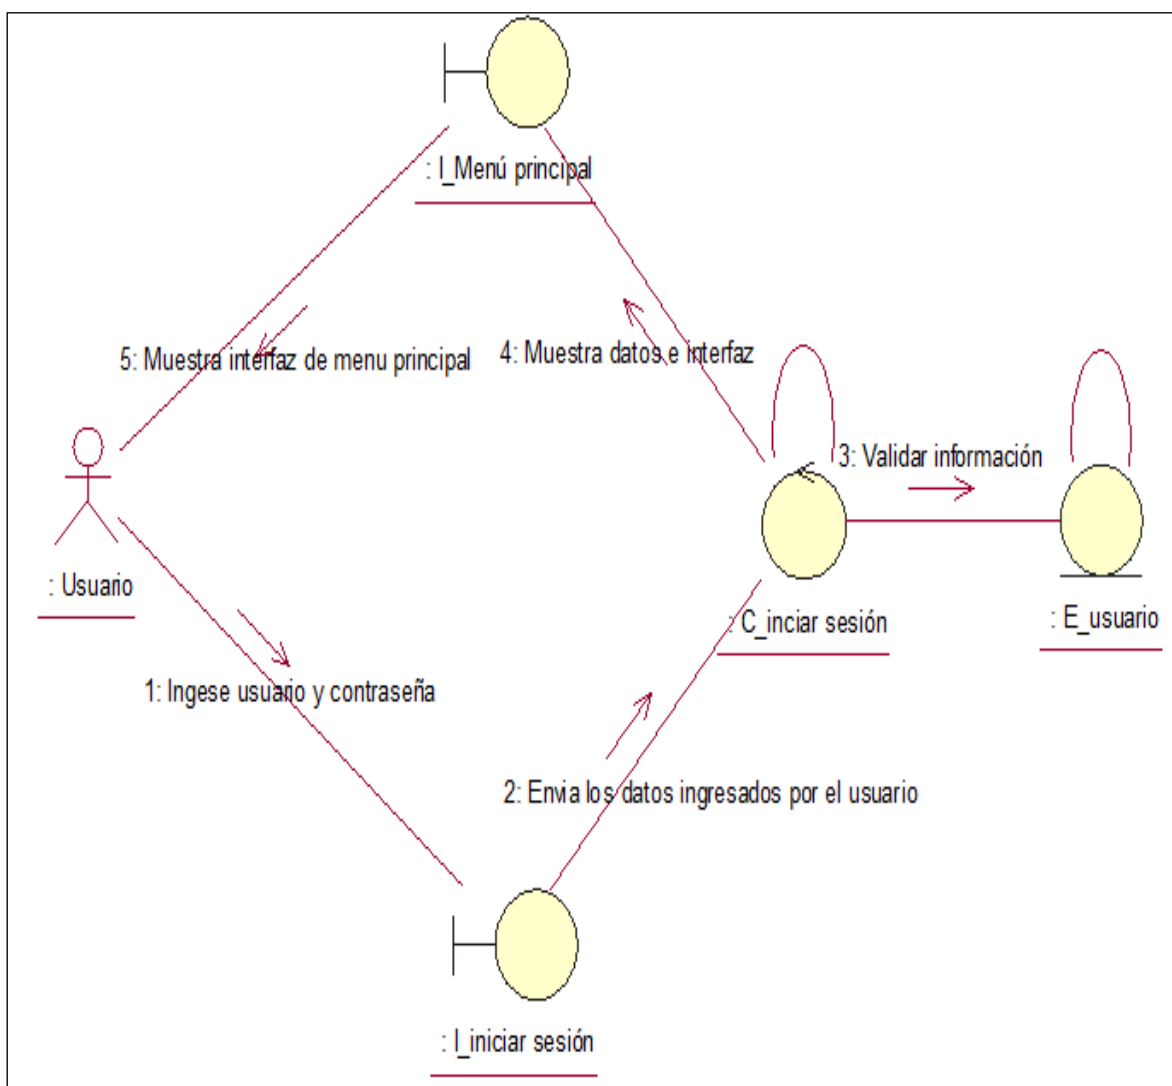 : I_Menú principal
5: Muestra interfaz de menu principal
4: Muestra datos e interfaz
3: Validar información
: Usuario
: C_inciar sesión
: E_usuario
1: Ingese usuario y contraseña
2: Envia los datos ingresados por el usuario
: I_iniciar sesión